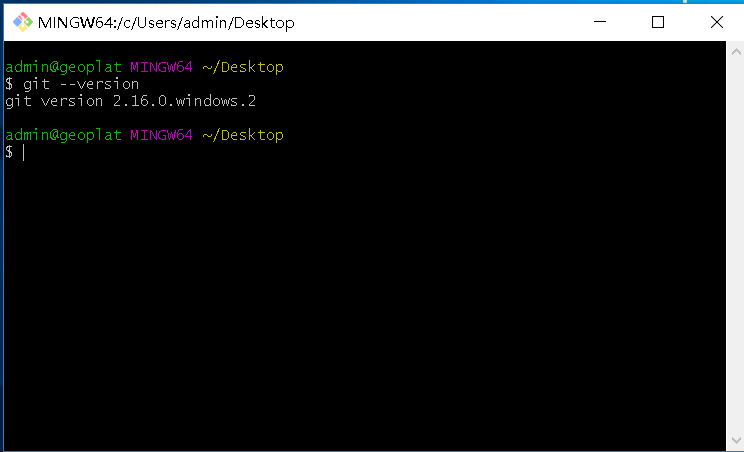 MINGW64:/c/Users/admin/Desktop
admin@geoplat MINGW64 ~/Desktop
$ git --version
git version 2.16.0.windows.2
admin@geoplat MINGW64 ~/Desktop
$